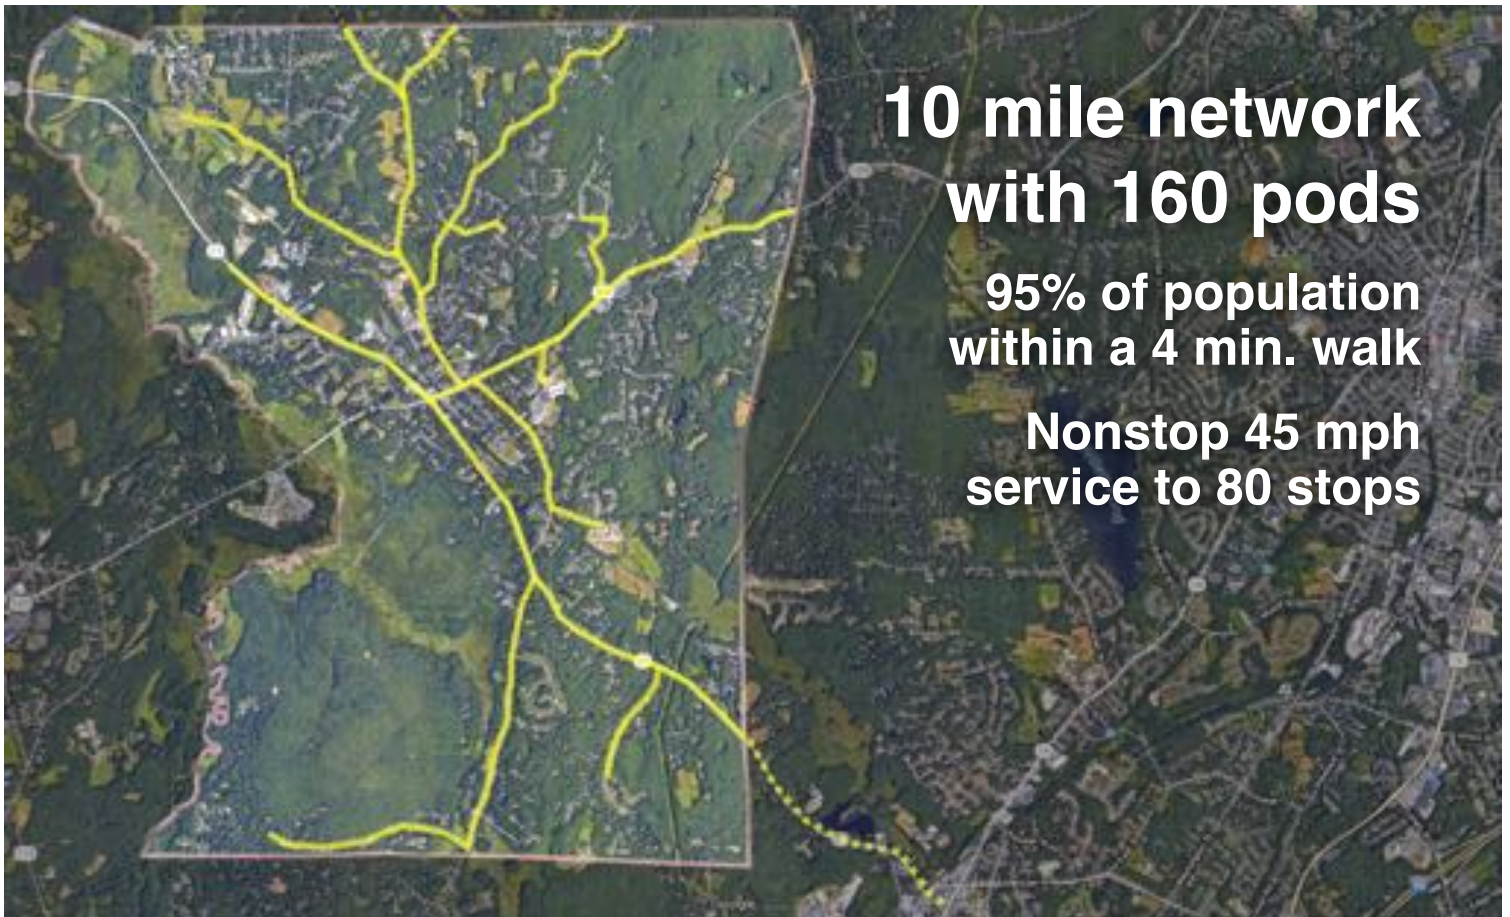 10 mile network
with 160 pods
95% of population
within a 4 min. walk
Nonstop 45 mph
service to 80 stops